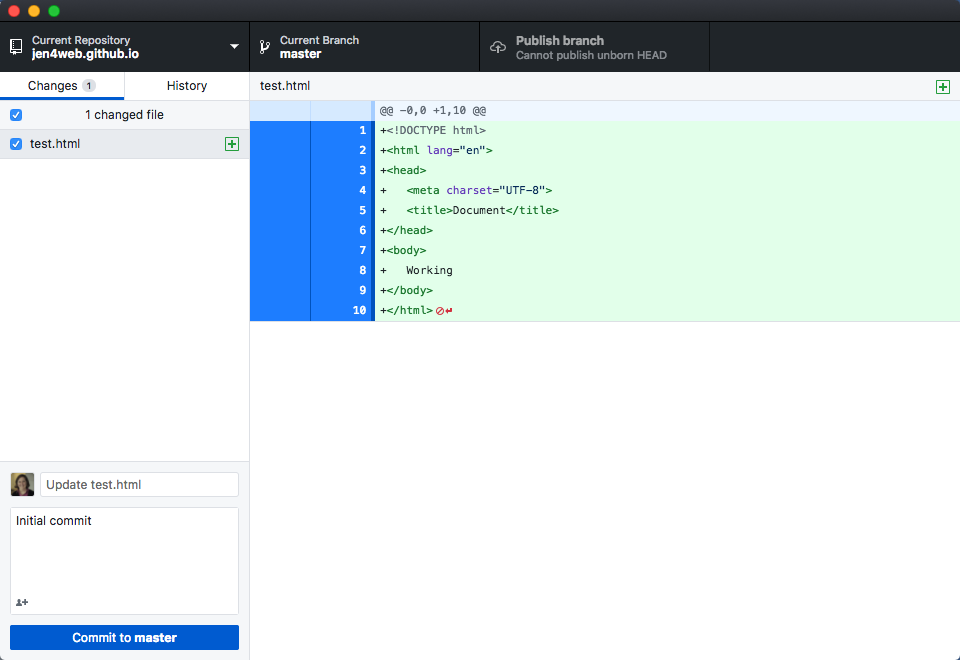 Current Repository
jen4web.github.io
Current Branch
master
Publish branch
Cannot publish unborn HEAD
Changes 1
History
test.html
1 changed file
test.html
@@ -0,0 +1,10 @@
1 +<!DOCTYPE html>
2 +<html lang="en">
3 +<head>
4 +   <meta charset="UTF-8">
5 +   <title>Document</title>
6 +</head>
7 +<body>
8 +   Working
9 +</body>
10 +</html>
Update test.html
Initial commit
Commit to master